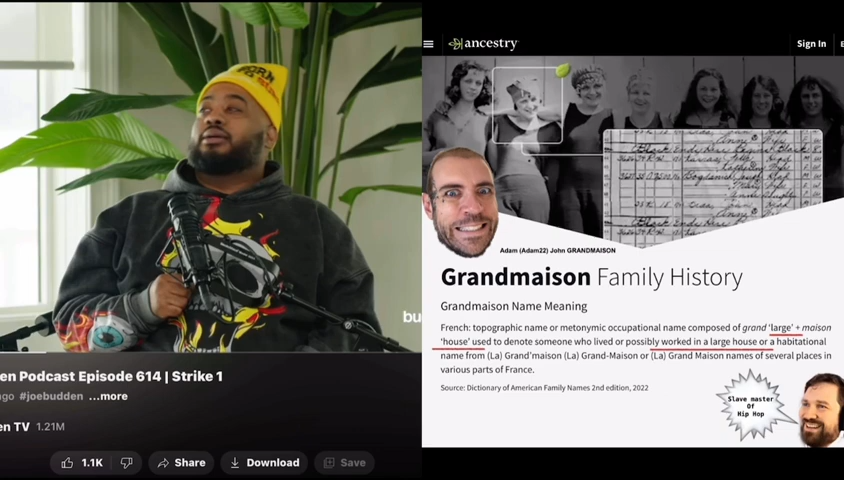 en Podcast Episode 614 | Strike 1
go #joebudden ...more
en TV 1.21M
1.1K Share Download Save
bu
ancestry
Sign In
Adam (Adam22) John GRANDMAISON
Grandmaison Family History
Grandmaison Name Meaning
French: topographic name or metonymic occupational name composed of grand ‘large’ + maison
‘house’ used to denote someone who lived or possibly worked in a large house or a habitational
name from (La) Grand’maison (La) Grand-Maison or (La) Grand Maison names of several places in
various parts of France.
Source: Dictionary of American Family Names 2nd edition, 2022
Slave master
Of
Hip Hop